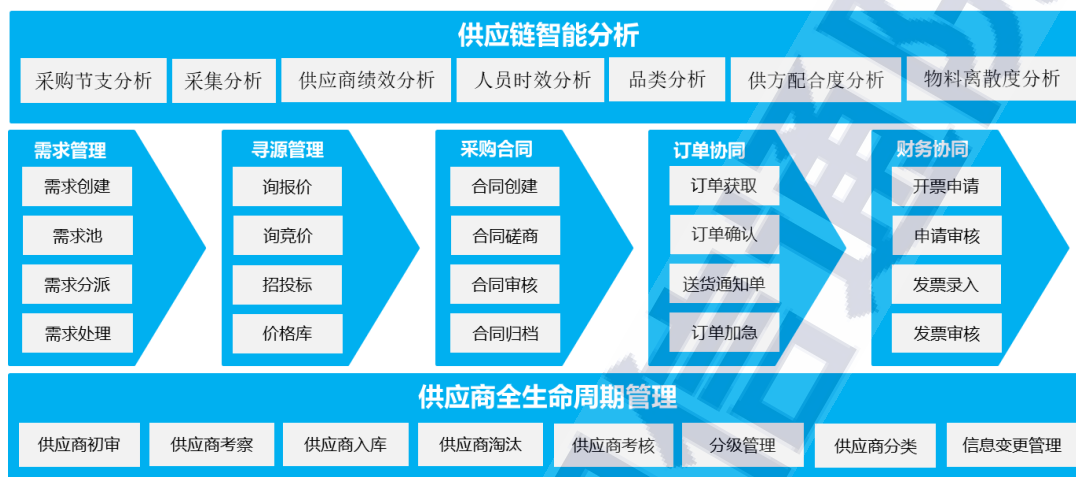 供应链智能分析
采购节支分析 采集分析 供应商绩效分析 人员时效分析 品类分析 供方配合度分析 物料离散度分析
需求管理 寻源管理 采购合同 订单协同 财务协同
需求创建 询报价 合同创建 订单获取 开票申请
需求池 询竞价 合同磋商 订单确认 申请审核
需求分派 招投标 合同审核 送货通知单 发票录入
需求处理 价格库 合同归档 订单加急 发票审核
供应商全生命周期管理
供应商初审 供应商考察 供应商入库 供应商淘汰 供应商考核 分级管理 供应商分类 信息变更管理